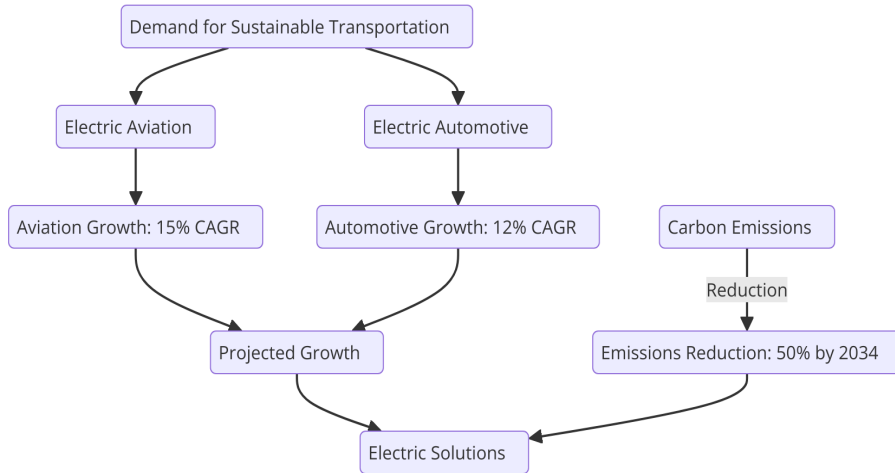 Demand for Sustainable Transportation
Electric Aviation
Electric Automotive
Aviation Growth: 15% CAGR
Automotive Growth: 12% CAGR
Carbon Emissions
Reduction
Projected Growth
Emissions Reduction: 50% by 2034
Electric Solutions